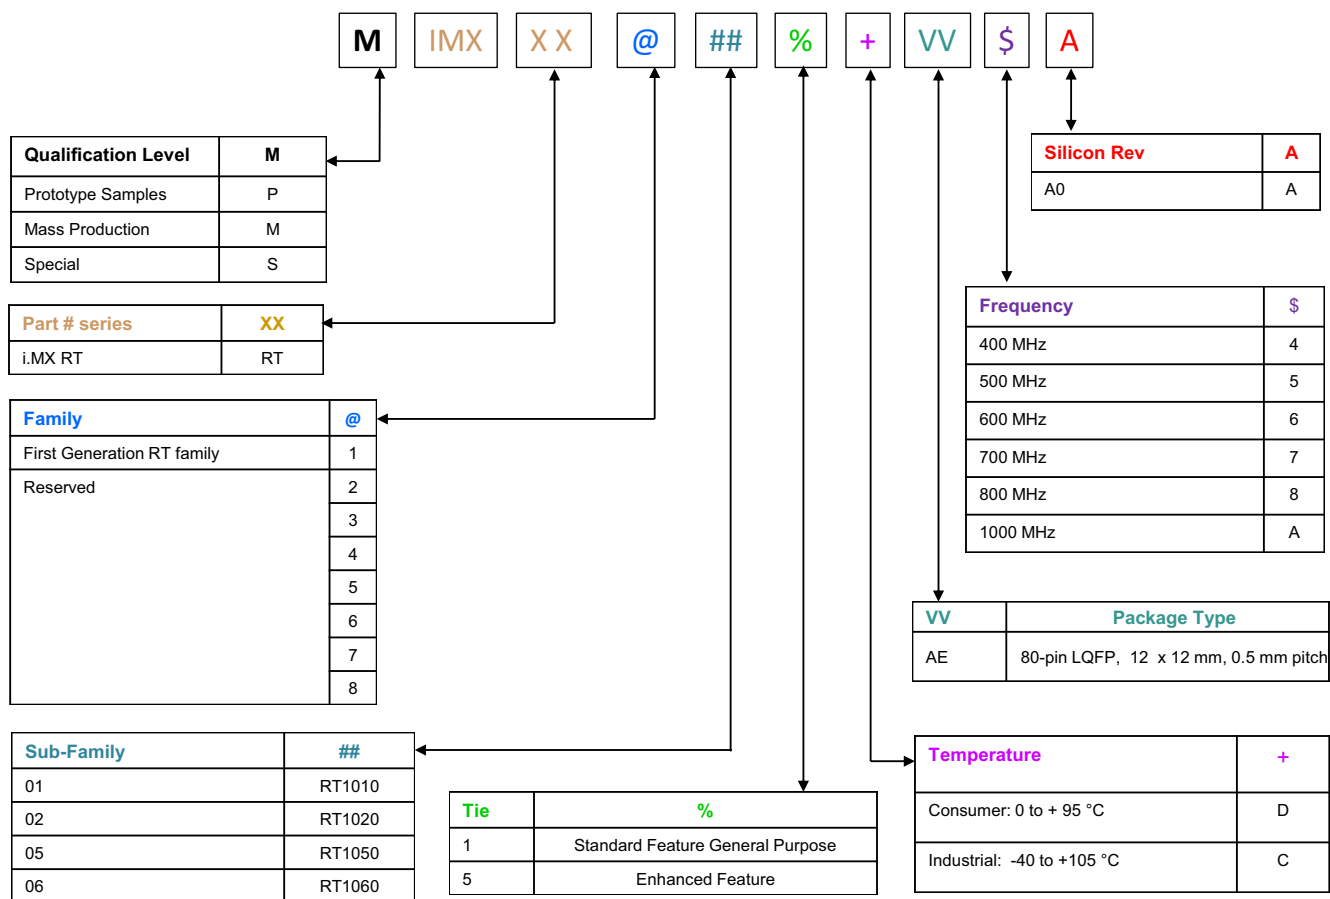 M IMX X X @ ## % + VV $ A
Qualification Level M
Prototype Samples P
Mass Production M
Special S
Part # series XX
i.MX RT RT
Family @
First Generation RT family 1
Reserved 2
3
4
5
6
7
8
Sub-Family ##
01 RT1010
02 RT1020
05 RT1050
06 RT1060
Tie %
1 Standard Feature General Purpose
5 Enhanced Feature
Silicon Rev A
A0 A
Frequency $
400 MHz 4
500 MHz 5
600 MHz 6
700 MHz 7
800 MHz 8
1000 MHz A
VV Package Type
AE 80-pin LQFP, 12 x 12 mm, 0.5 mm pitch
Temperature +
Consumer: 0 to + 95 °C D
Industrial: -40 to +105 °C C